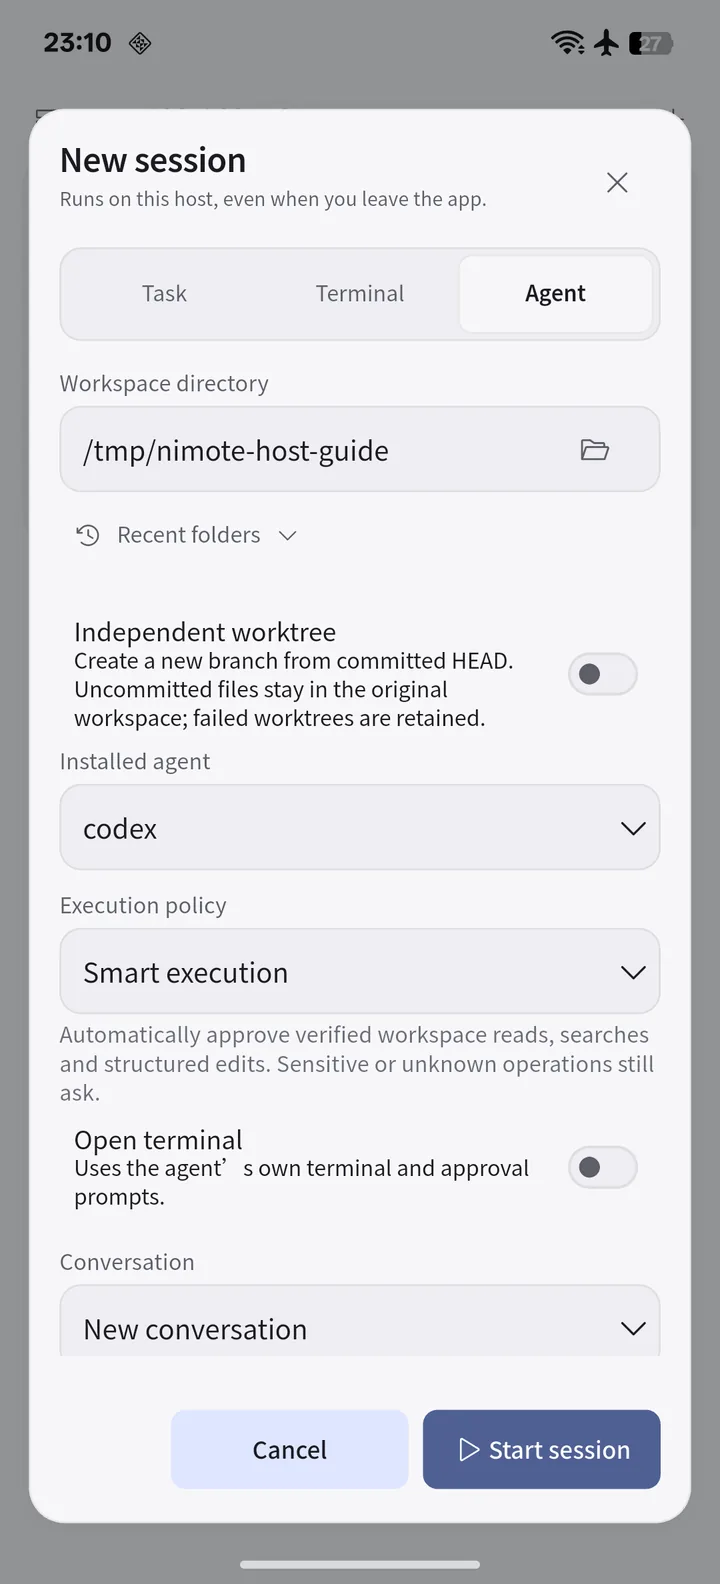 23:10
27
New session
Runs on this host, even when you leave the app.
Task
Terminal
Agent
Workspace directory
/tmp/nimote-host-guide
Recent folders
Independent worktree
Create a new branch from committed HEAD.
Uncommitted files stay in the original
workspace; failed worktrees are retained.
Installed agent
codex
Execution policy
Smart execution
Automatically approve verified workspace reads, searches
and structured edits. Sensitive or unknown operations still
ask.
Open terminal
Uses the agent’s own terminal and approval
prompts.
Conversation
New conversation
Cancel
Start session